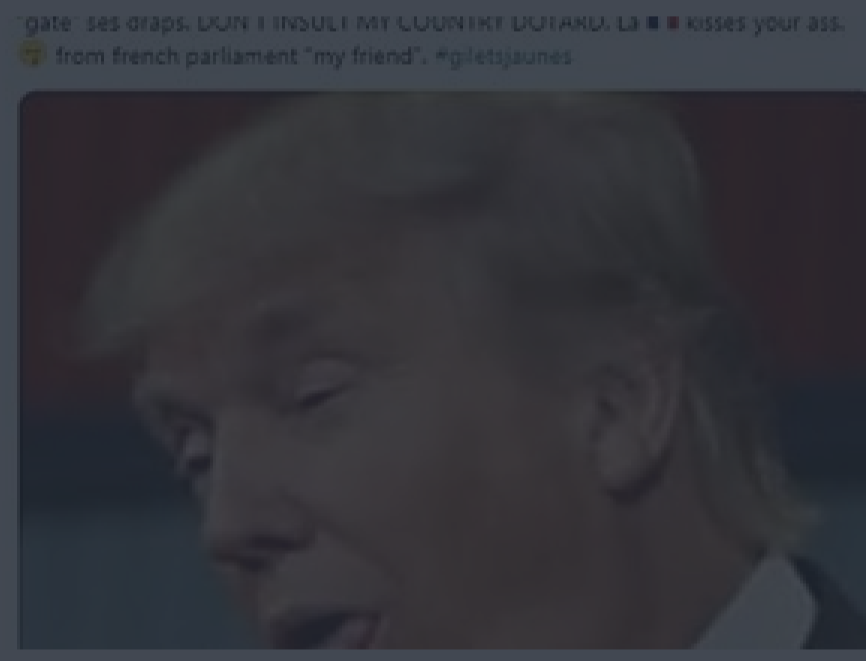 "gate" ses draps. DON'T INSULT MY COUNTRY DOTARD. La 🟦 🟥 kisses your ass.
from french parliament "my friend". #giletsjaunes